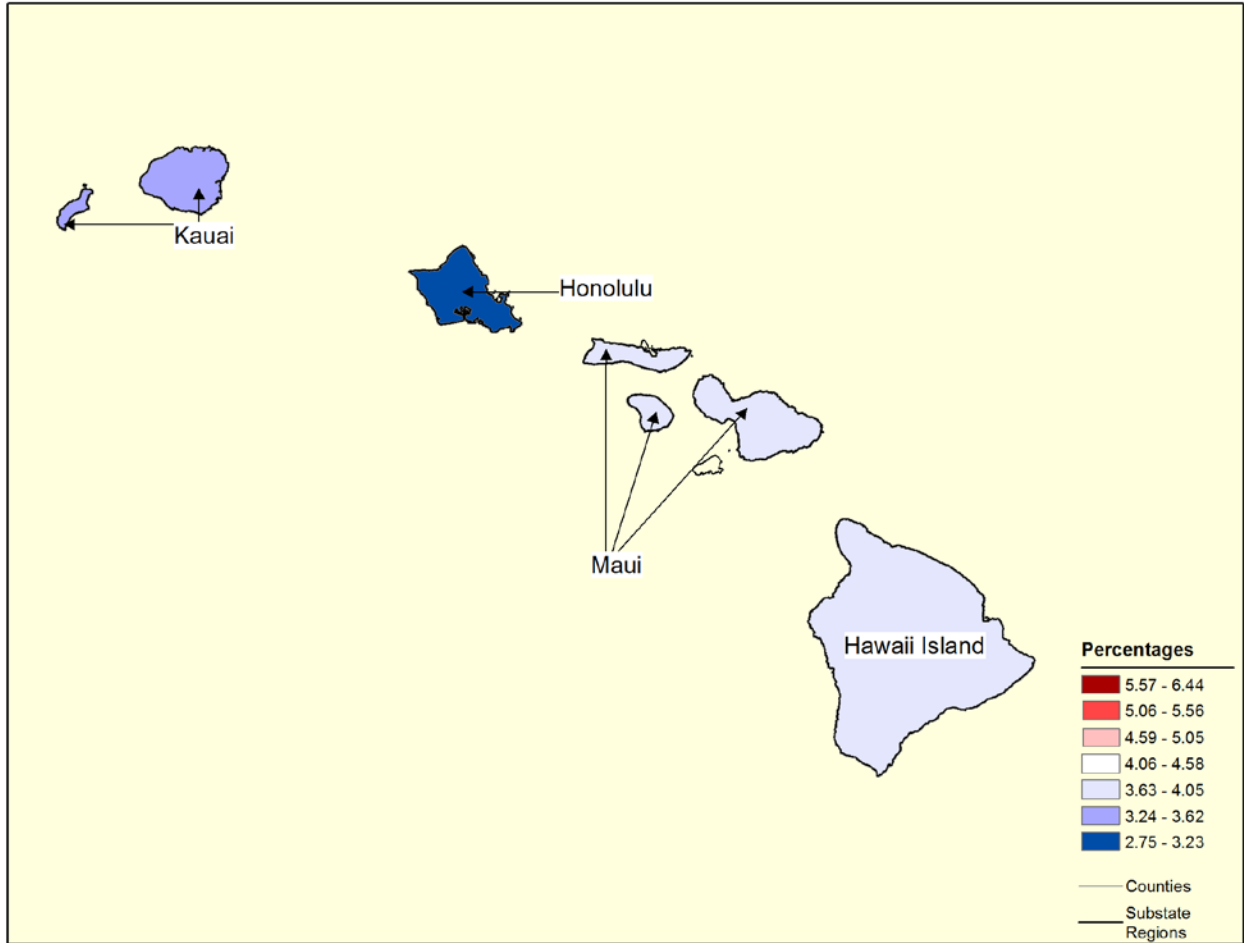 Kauai
Honolulu
Maui
Hawaii Island
Percentages
5.57 - 6.44
5.06 - 5.56
4.59 - 5.05
4.06 - 4.58
3.63 - 4.05
3.24 - 3.62
2.75 - 3.23
Counties
Substate
Regions